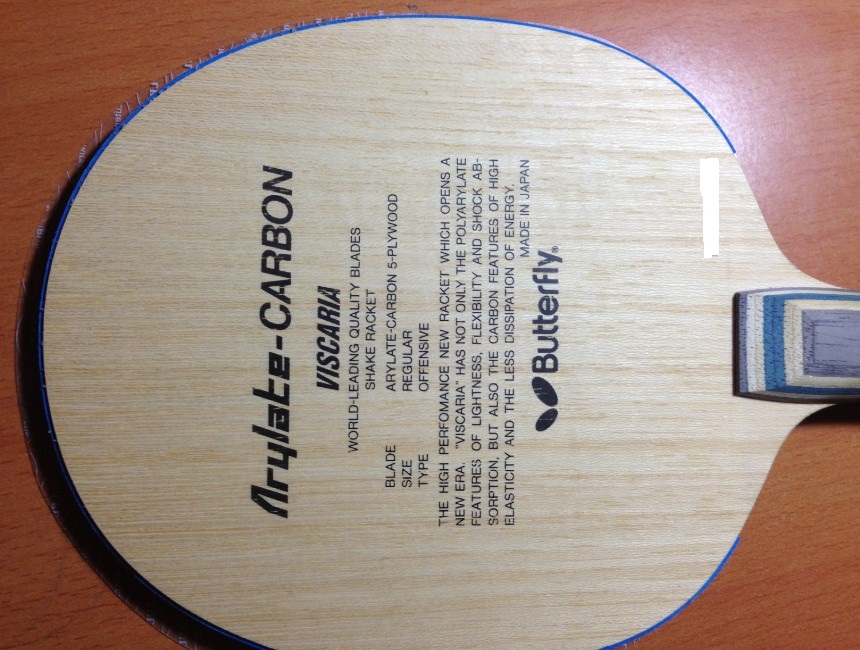 Arylate-CARBON
VISCARIA
WORLD-LEADING QUALITY BLADES
SHAKE RACKET
BLADE ARYLATE-CARBON 5-PLYWOOD
SIZE REGULAR
TYPE OFFENSIVE
THE HIGH PERFOMANCE NEW RACKET WHICH OPENS A
NEW ERA. "VISCARIA" HAS NOT ONLY THE POLYARYLATE
FEATURES OF LIGHTNESS, FLEXIBILITY AND SHOCK AB-
SORPTION, BUT ALSO THE CARBON FEATURES OF HIGH
ELASTICITY AND THE LESS DISSIPATION OF ENERGY.
MADE IN JAPAN
Butterfly®